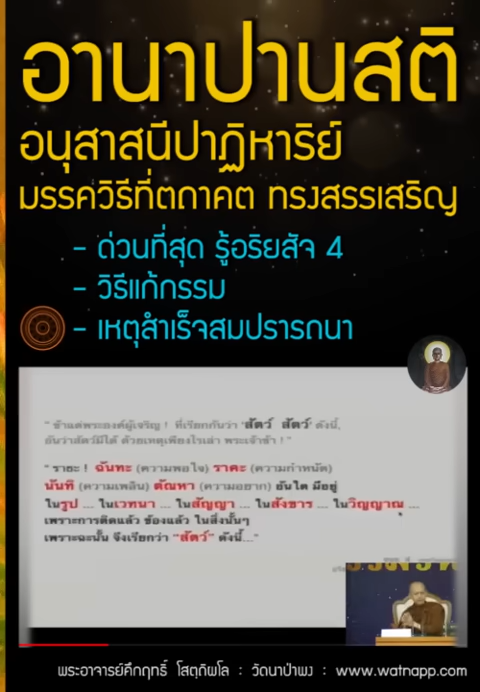 อานาปานสติ
อนุสาสนีปาฏิหาริย์
มรรควิธีที่ตถาคต ทรงสรรเสริญ
- ด่วนที่สุด รู้อริยสัจ 4
- วิธีแก้กรรม
- เหตุสำเร็จสมปรารถนา
" ข้าแต่พระองค์ผู้เจริญ ! ที่เรียกกันว่า 'สัตว์ สัตว์' ดังนี้,
อันว่าสัตว์มีได้ ด้วยเหตุเพียงไรเล่า พระเจ้าข้า ! "
" ราธะ ! ฉันทะ (ความพอใจ) ราคะ (ความกำหนัด)
นันทิ (ความเพลิน) ตัณหา (ความอยาก) อันใด มีอยู่
ในรูป ... ในเวทนา ... ในสัญญา ... ในสังขาร ... ในวิญญาณ ...
เพราะการติดแล้ว ข้องแล้ว ในสิ่งนั้นๆ
เพราะฉะนั้น จึงเรียกว่า "สัตว์" ดังนี้..."
พระอาจารย์คึกฤทธิ์ โสตฺถิผโล : วัดนาป่าพง : www.watnapp.com